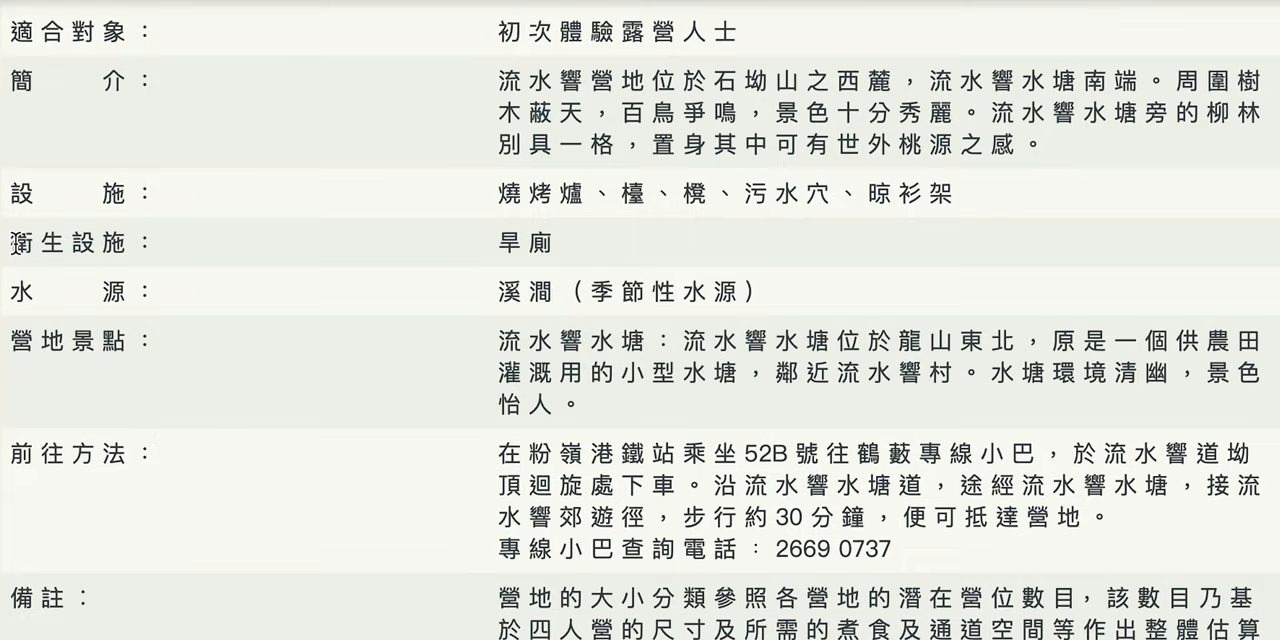 適合對象：
初次體驗露營人士
簡介：
流水響營地位於石坳山之西麓，流水響水塘南端。周圍樹
木蔽天，百鳥爭鳴，景色十分秀麗。流水響水塘旁的柳林
別具一格，置身其中可有世外桃源之感。
設施：
燒烤爐、檯、櫈、污水穴、晾衫架
衛生設施：
旱廁
水源：
溪澗（季節性水源）
營地景點：
流水響水塘：流水響水塘位於龍山東北，原是一個供農田
灌溉用的小型水塘，鄰近流水響村。水塘環境清幽，景色
怡人。
前往方法：
在粉嶺港鐵站乘坐52B號往鶴藪專線小巴，於流水響道坳
頂迴旋處下車。沿流水響水塘道，途經流水響水塘，接流
水響郊遊徑，步行約30分鐘，便可抵達營地。
專線小巴查詢電話：2669 0737
備註：
營地的大小分類參照各營地的潛在營位數目，該數目乃基
於四人營的尺寸及所需的煮食及通道空間等作出整體估算